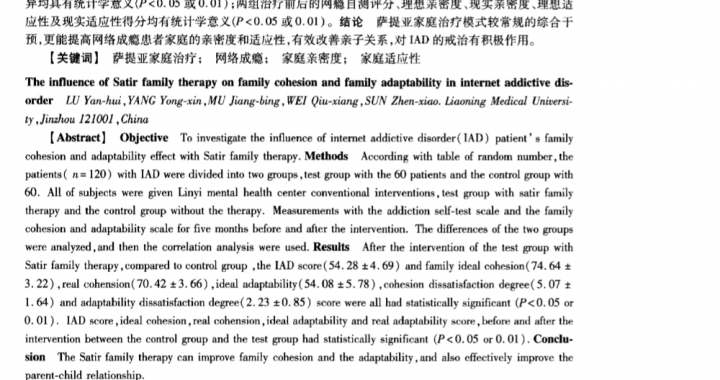 异均具有统计学意义(P<0.05 或 0.01);两组治疗前后的网瘾自测评分、理想亲密度、现实亲密度、理想适
应性及现实适应性得分均有统计学意义(P<0.05 或 0.01)。结论 萨提亚家庭治疗模式较常规的综合干
预,更能提高网络成瘾患者家庭的亲密度和适应性,有效改善亲子关系,对 IAD 的戒治有积极作用。
【关键词】 萨提亚家庭治疗; 网络成瘾; 家庭亲密度; 家庭适应性
The influence of Satir family therapy on family cohesion and family adaptability in internet addictive dis-
order LU Yan-hui,YANG Yong-xin,MU Jiang-bing,WEI Qiu-xiang,SUN Zhen-xiao. Liaoning Medical Universi-
ty,Jinzhou 121001,China
【Abstract】 Objective To investigate the influence of internet addictive disorder(IAD) patient's family
cohesion and adaptability effect with Satir family therapy. Methods According with table of random number,the
patients( n=120) with IAD were divided into two groups,test group with the 60 patients and the control group with
60. All of subjects were given Linyi mental health center conventional interventions,test group with satir family
therapy and the control group without the therapy. Measurements with the addiction self-test scale and the family
cohesion and adaptability scale for five months before and after the intervention. The differences of the two groups
were analyzed,and then the correlation analysis were used. Results After the intervention of the test group with
Satir family therapy,compared to control group ,the IAD score(54.28 ±4.69) and family ideal cohesion(74.64 ±
3.22),real cohension(70.42 ±3.66),ideal adaptability(54.08 ±5.78),cohesion dissatisfaction degree(5.07 ±
1.64) and adaptability dissatisfaction degree(2.23 ±0.85) score were all had statistically significant (P<0.05 or
0.01). IAD score,ideal cohesion,real cohension,ideal adaptability and real adaptability score,before and after the
intervention between the control group and the test group had statistically significant (P<0.05 or 0.01). Conclu-
sion The Satir family therapy can improve family cohesion and the adaptability,and also effectively improve the
parent-child relationship.